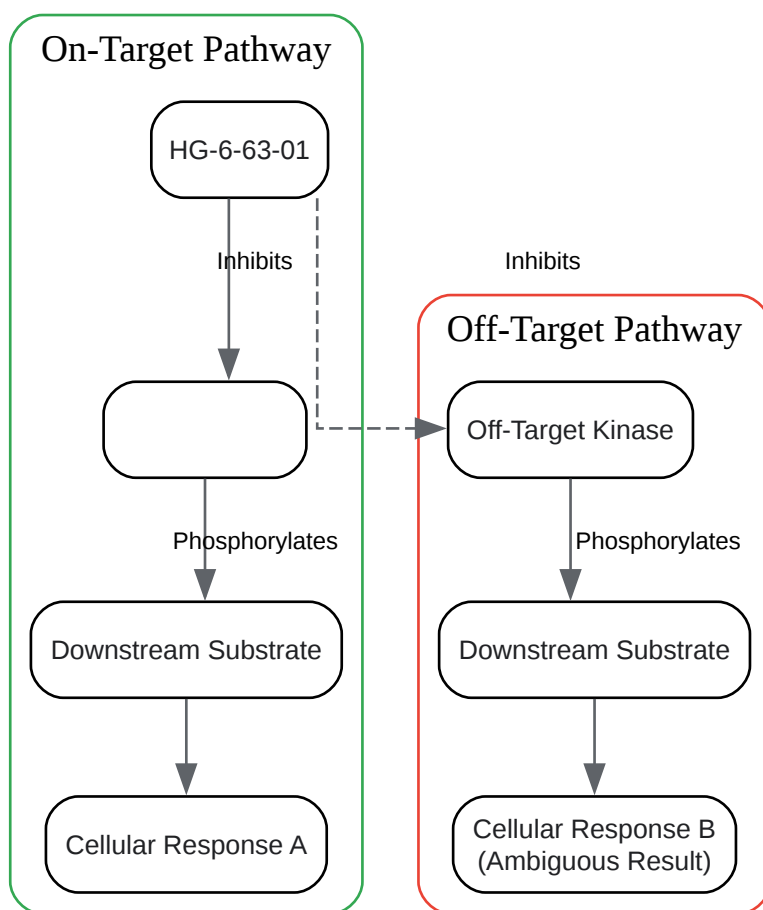 On-Target Pathway
HG-6-63-01
Inhibits
Inhibits
Off-Target Pathway
Off-Target Kinase
Phosphorylates
Phosphorylates
Downstream Substrate
Downstream Substrate
Cellular Response A
Cellular Response B
(Ambiguous Result)